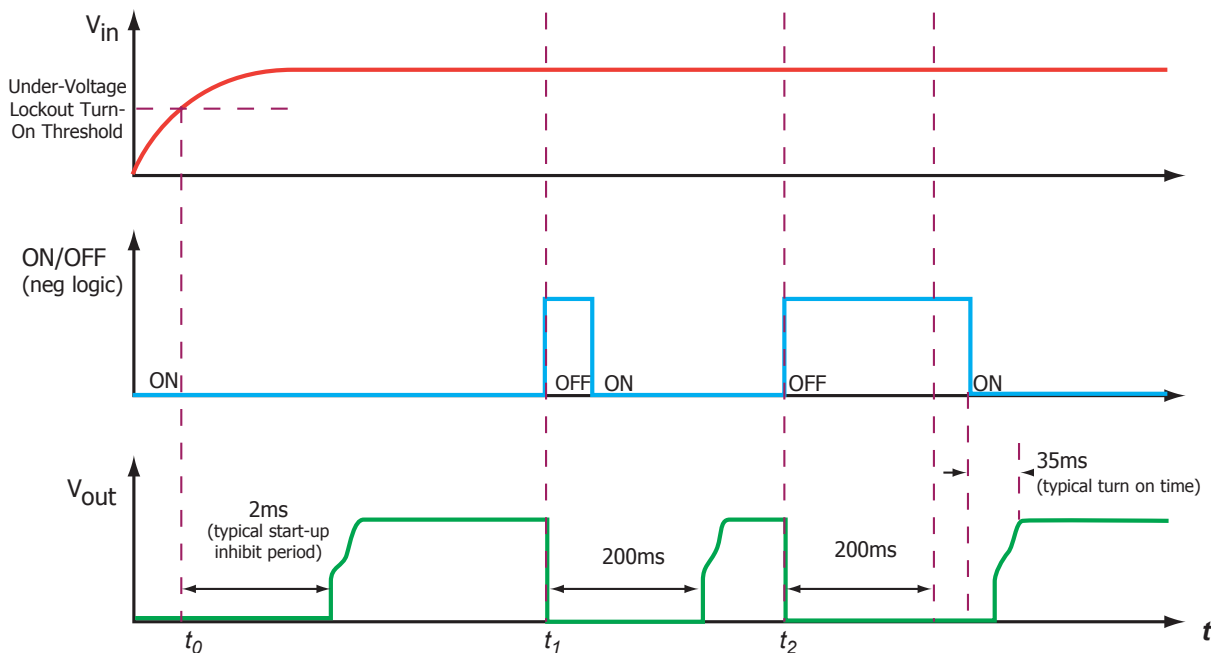 Vin
Under-Voltage
Lockout Turn-
On Threshold
ON/OFF
(neg logic)
ON
OFF
ON
OFF
ON
Vout
2ms
(typical start-up
inhibit period)
200ms
200ms
35ms
(typical turn on time)
t0
t1
t2
t